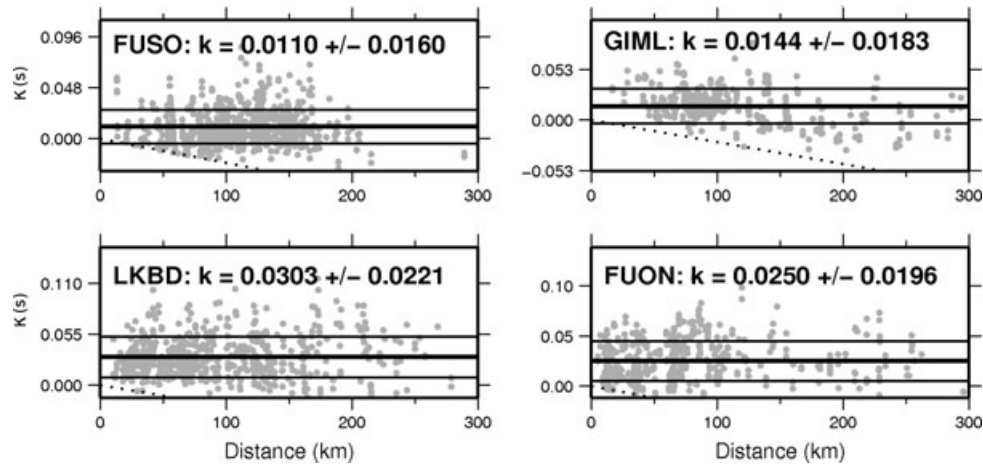 0.096
0.048
0.000
κ (s)
FUSO: k = 0.0110 +/− 0.0160
0 100 200 300
0.053
0.000
−0.053
GIML: k = 0.0144 +/− 0.0183
0 100 200 300
0.110
0.055
0.000
κ (s)
LKBD: k = 0.0303 +/− 0.0221
0 100 200 300
Distance (km)
0.10
0.05
0.00
FUON: k = 0.0250 +/− 0.0196
0 100 200 300
Distance (km)